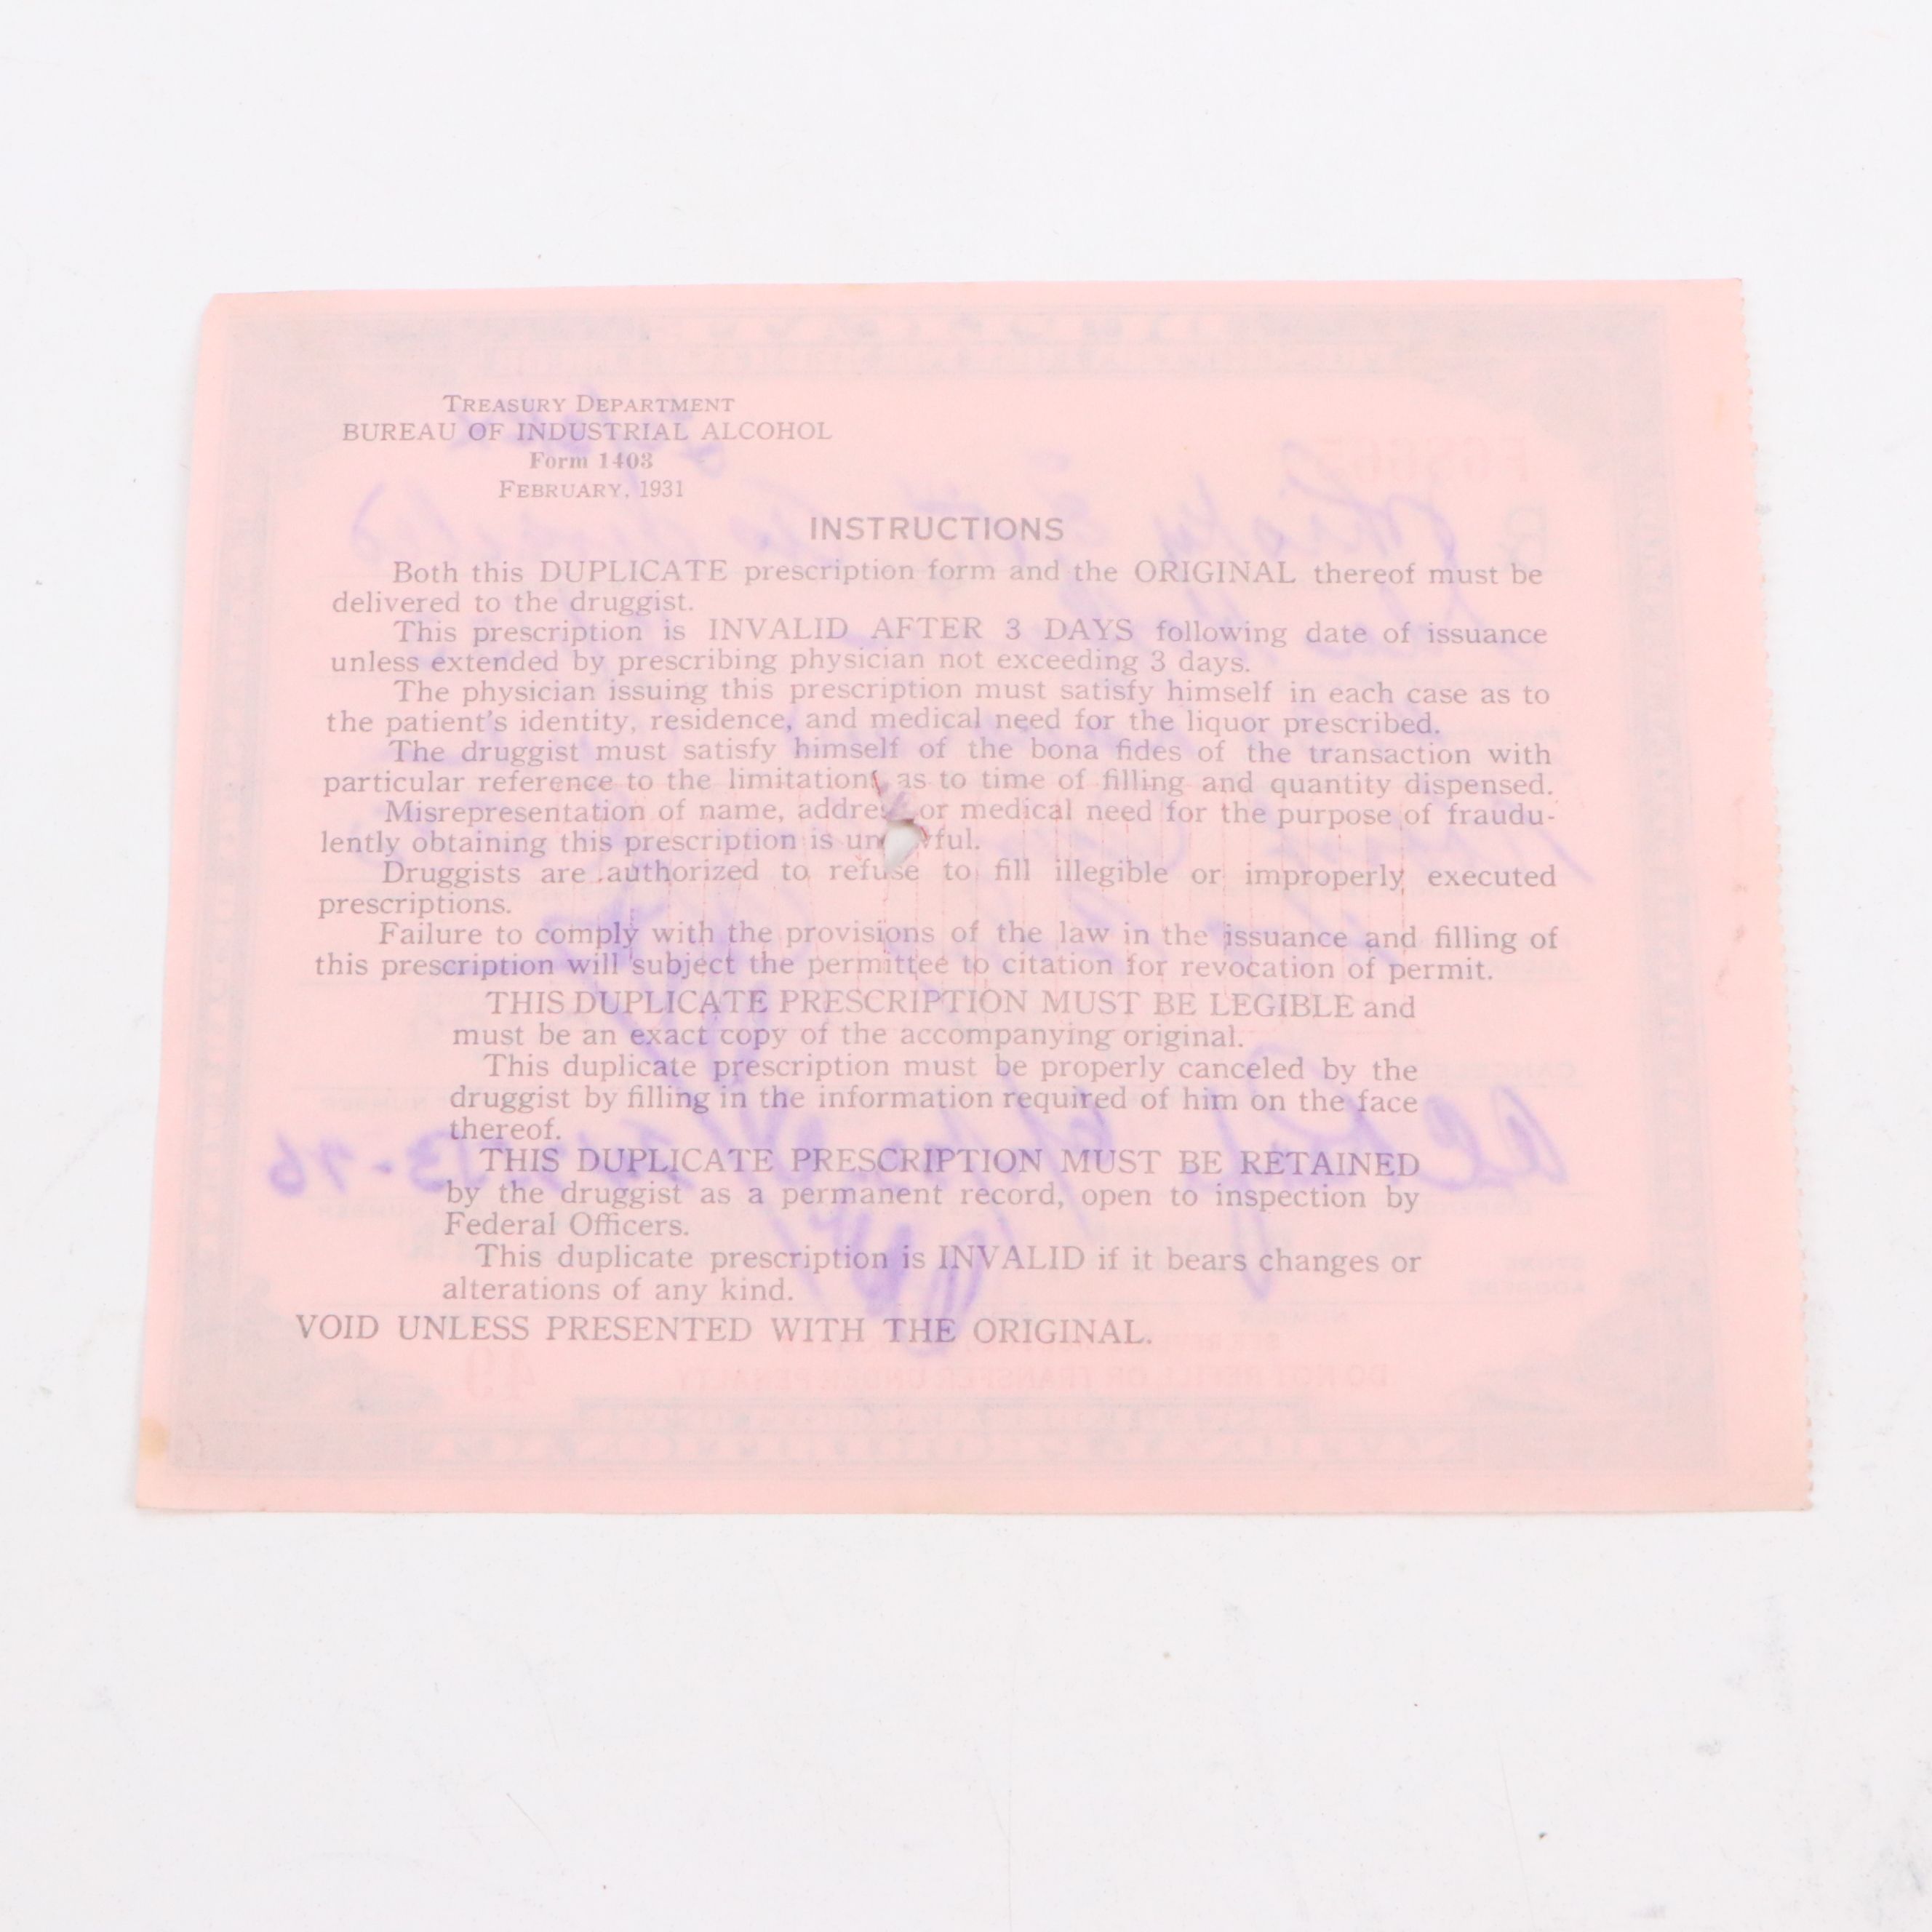 TREASURY DEPARTMENT
BUREAU OF INDUSTRIAL ALCOHOL
Form 1403
FEBRUARY, 1931
INSTRUCTIONS
Both this DUPLICATE prescription form and the ORIGINAL thereof must be
delivered to the druggist.
This prescription is INVALID AFTER 3 DAYS following date of issuance
unless extended by prescribing physician not exceeding 3 days.
The physician issuing this prescription must satisfy himself in each case as to
the patient's identity, residence, and medical need for the liquor prescribed.
The druggist must satisfy himself of the bona fides of the transaction with
particular reference to the limitations as to time of filling and quantity dispensed.
Misrepresentation of name, address or medical need for the purpose of fraudu-
lently obtaining this prescription is
Druggists are authorized to refuse to fill illegible or improperly executed
prescriptions.
Failure to comply with the provisions of the law in the issuance and filling of
this prescription will subject the permittee to citation for revocation of permit.
THIS DUPLICATE PRESCRIPTION MUST BE LEGIBLE and
must be an exact copy of the accompanying original.
This duplicate prescription must be properly canceled by the
druggist by filling in the information required of him on the face
thereof.
THIS DUPLICATE PRESCRIPTION MUST BE RETAINED
by the druggist as a permanent record, open to inspection by
Federal Officers.
This duplicate prescription is INVALID if it bears changes or
alterations of any kind.
VOID UNLESS PRESENTED WITH THE ORIGINAL.
DO NOT REFILL OR TRANSFER UNDER PENALTY
49